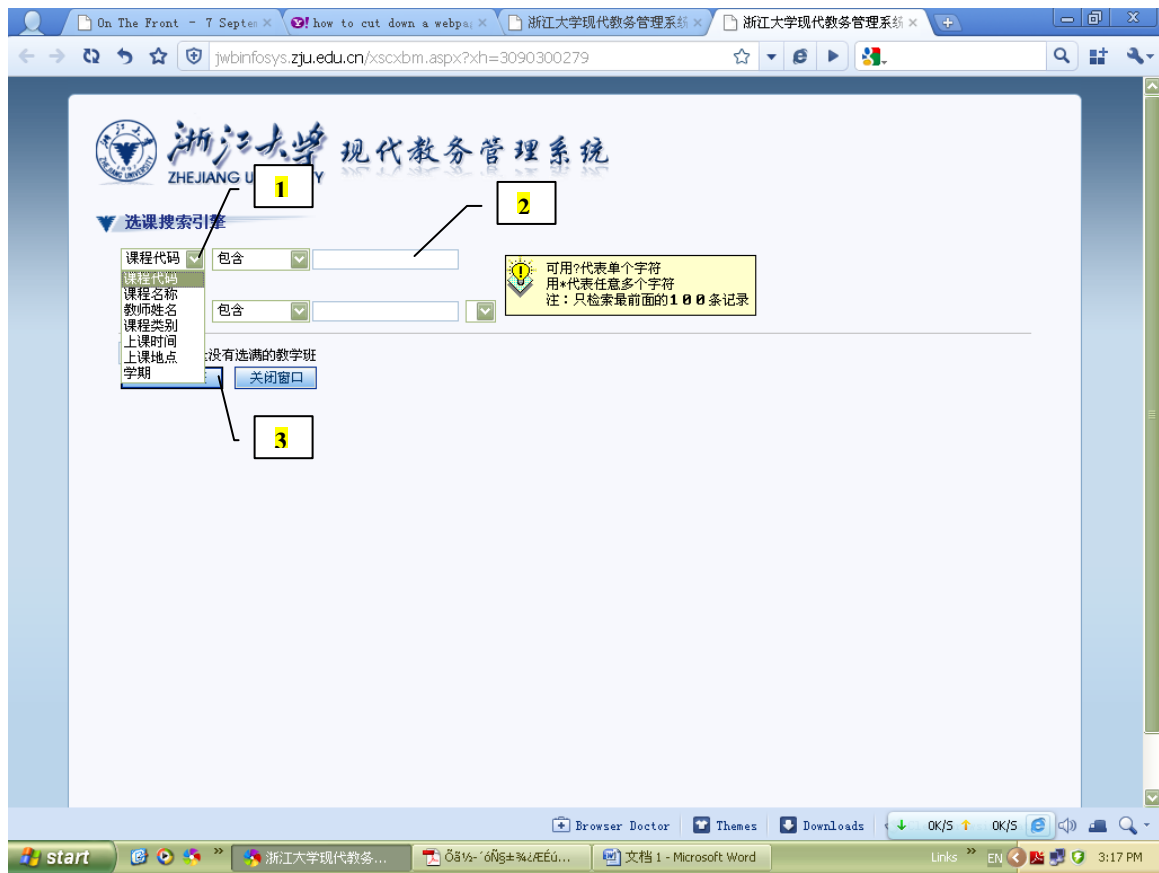 On The Front - 7 Septem
how to cut down a webpa
浙江大学现代教务管理系统
浙江大学现代教务管理系统
jwbinfosys.zju.edu.cn/xscxbm.aspx?xh=3090300279
浙江大学 现代教务管理系统
ZHEJIANG U Y
1
2
选课搜索引擎
课程代码 包含
课程代码
课程名称
教师姓名
课程类别
上课时间
上课地点
学期
包含
可用?代表单个字符
用*代表任意多个字符
注：只检索最前面的100条记录
没有选满的教学班
关闭窗口
3
Browser Doctor Themes Downloads 0K/S 0K/S
start 浙江大学现代教务... 文档 1 - Microsoft Word Links EN 3:17 PM